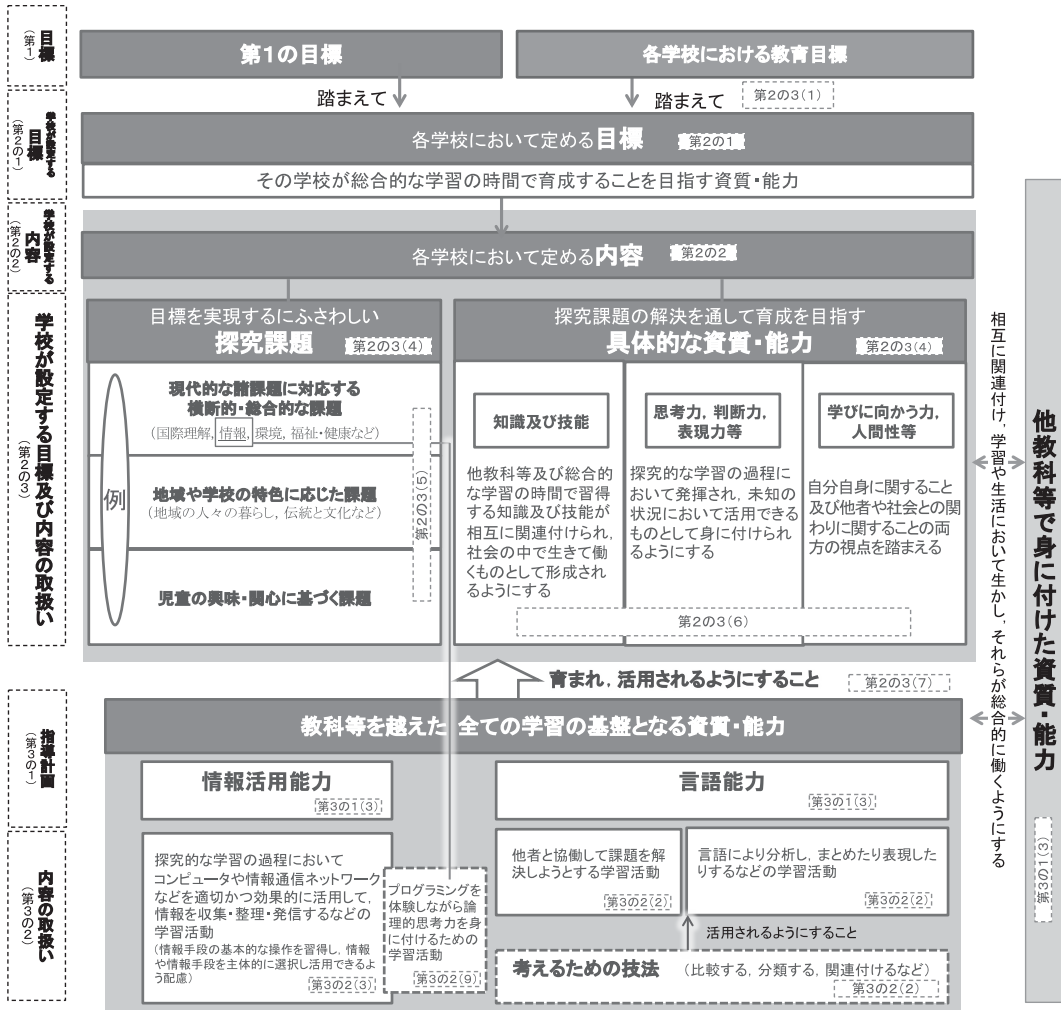 目標
(第1)
第1の目標
各学校における教育目標
踏まえて
踏まえて
第2の3(1)
学校が設定する
目標
(第2の1)
各学校において定める目標
第2の1
その学校が総合的な学習の時間で育成することを目指す資質・能力
学校が設定する
内容
(第2の2)
各学校において定める内容
第2の2
学校が設定する目標及び内容の取扱い
(第2の3)
目標を実現するにふさわしい
探究課題
第2の3(4)
例
現代的な諸課題に対応する
横断的・総合的な課題
(国際理解,情報,環境,福祉・健康など)
地域や学校の特色に応じた課題
(地域の人々の暮らし,伝統と文化など)
児童の興味・関心に基づく課題
第2の3(5)
探究課題の解決を通して育成を目指す
具体的な資質・能力
第2の3(4)
知識及び技能
他教科等及び総合的
な学習の時間で習得
する知識及び技能が
相互に関連付けられ,
社会の中で生きて働
くものとして形成され
るようにする
思考力,判断力,
表現力等
探究的な学習の過程に
おいて発揮され,未知の
状況において活用できる
ものとして身に付けられ
るようにする
学びに向かう力,
人間性等
自分自身に関すること
及び他者や社会との関
わりに関することの両
方の視点を踏まえる
第2の3(6)
育まれ,活用されるようにすること
第2の3(7)
指導計画
(第3の1)
教科等を越えた 全ての学習の基盤となる資質・能力
情報活用能力
第3の1(3)
言語能力
第3の1(3)
内容の取扱い
(第3の2)
探究的な学習の過程において
コンピュータや情報通信ネットワーク
などを適切かつ効果的に活用して,
情報を収集・整理・発信するなどの
学習活動
(情報手段の基本的な操作を習得し,情報
や情報手段を主体的に選択し活用できるよ
う配慮)
第3の2(3)
プログラミングを
体験しながら論
理的思考力を身
に付けるための
学習活動
第3の2(9)
他者と協働して課題を解
決しようとする学習活動
第3の2(2)
言語により分析し,まとめたり表現した
りするなどの学習活動
第3の2(2)
活用されるようにすること
考えるための技法
(比較する,分類する,関連付けるなど)
第3の2(2)
相互に関連付け,学習や生活において生かし,それらが総合的に働くようにする
他教科等で身に付けた資質・能力
第3の1(3)